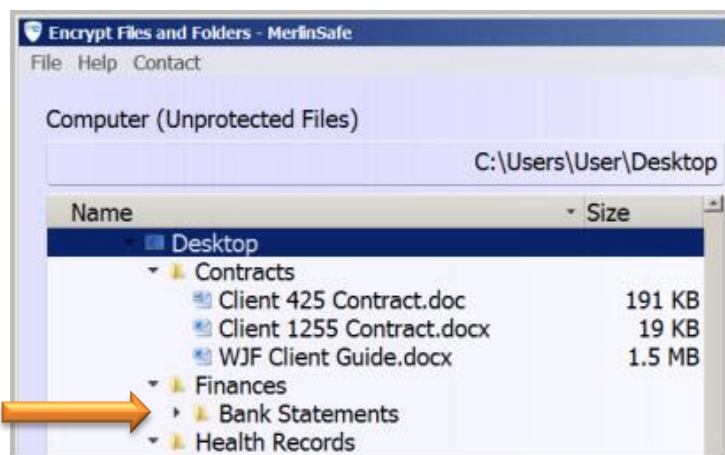 Encrypt Files and Folders - MerlinSafe
File Help Contact
Computer (Unprotected Files)
C:\Users\User\Desktop
Name Size
Desktop
Contracts
Client 425 Contract.doc 191 KB
Client 1255 Contract.docx 19 KB
WJF Client Guide.docx 1.5 MB
Finances
Bank Statements
Health Records